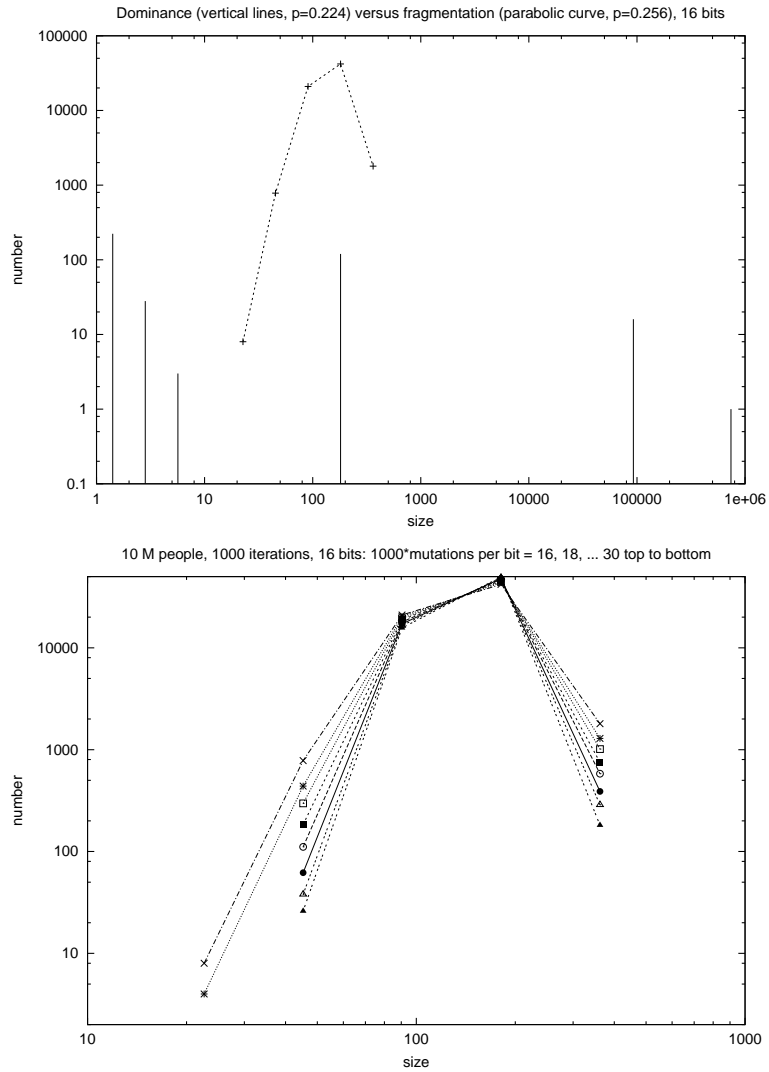 Dominance (vertical lines, p=0.224) versus fragmentation (parabolic curve, p=0.256), 16 bits
100000
10000
1000
100
10
1
0.1
number
1 10 100 1000 10000 100000 1e+06
size
10 M people, 1000 iterations, 16 bits: 1000*mutations per bit = 16, 18, ... 30 top to bottom
10000
1000
100
10
number
10 100 1000
size